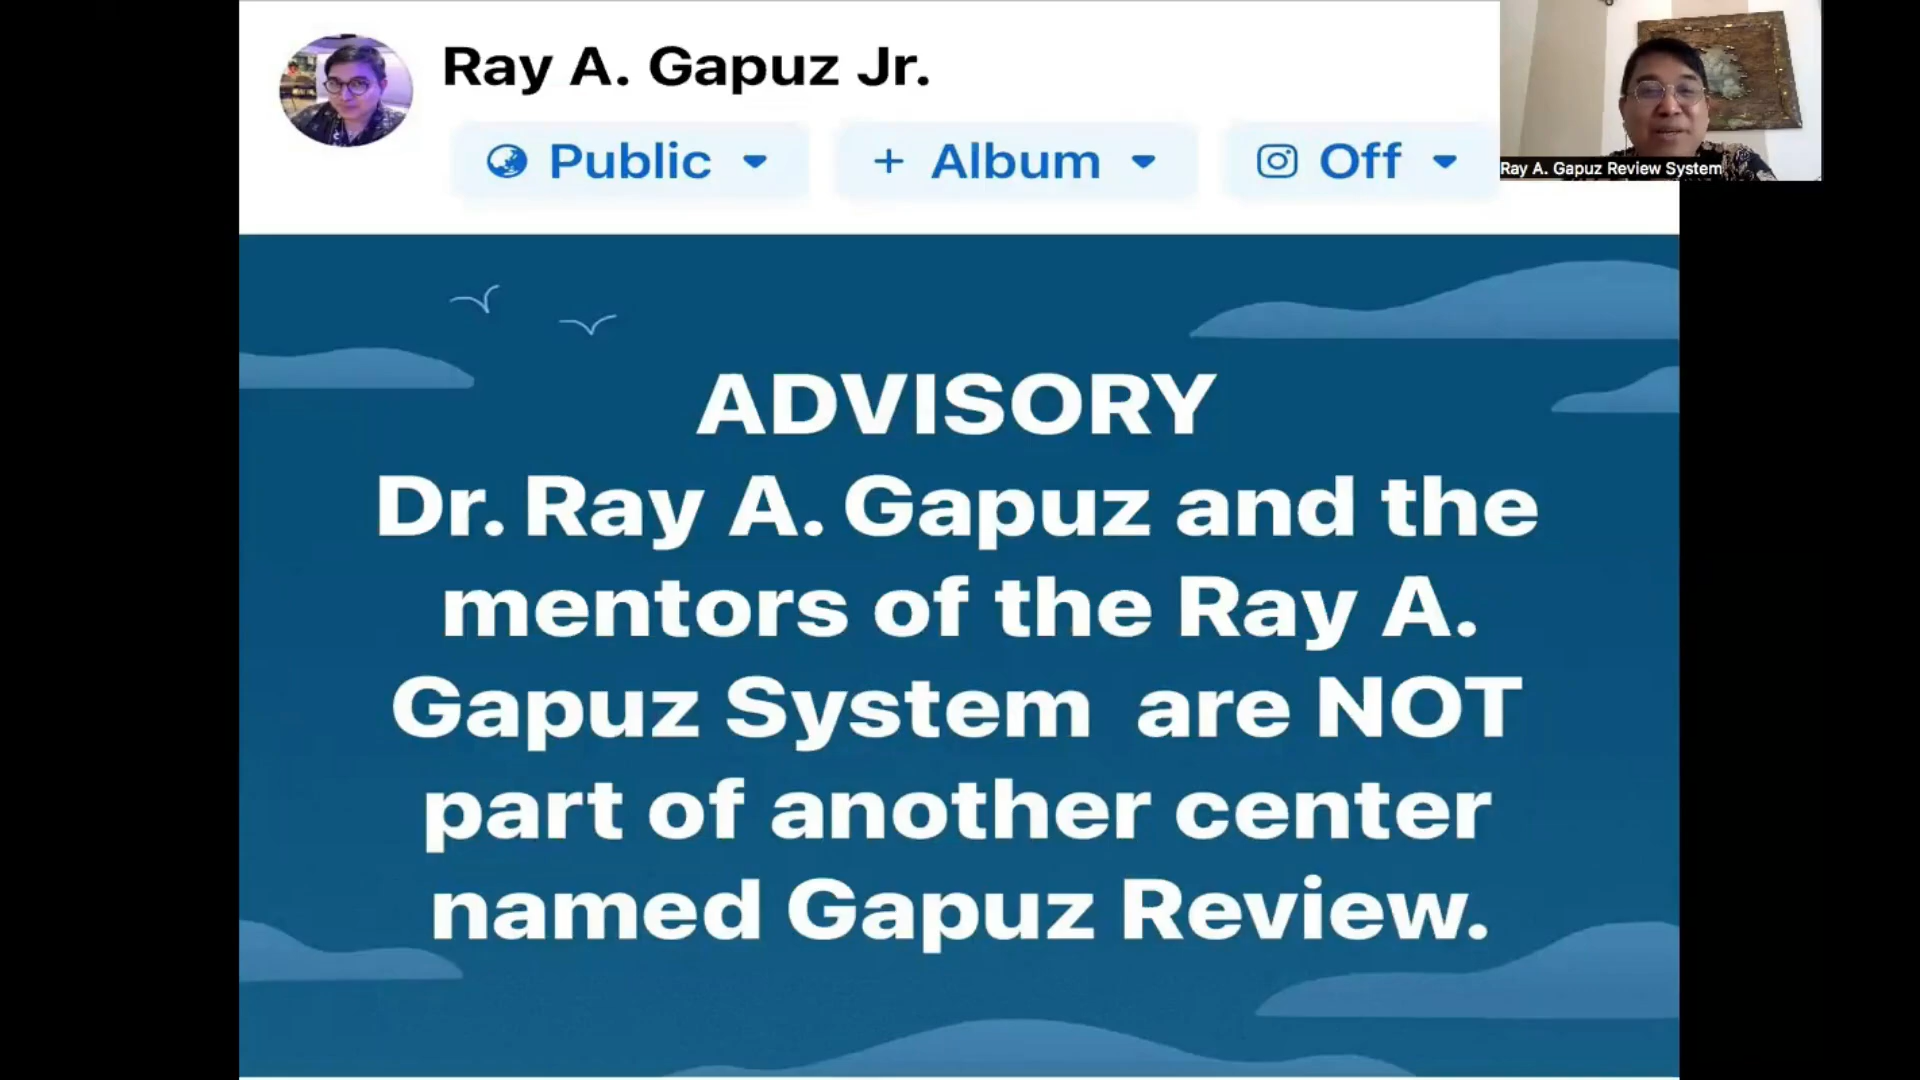 Ray A. Gapuz Jr.
Public
+ Album
Off
Ray A. Gapuz Review System
ADVISORY
Dr. Ray A. Gapuz and the
mentors of the Ray A.
Gapuz System are NOT
part of another center
named Gapuz Review.